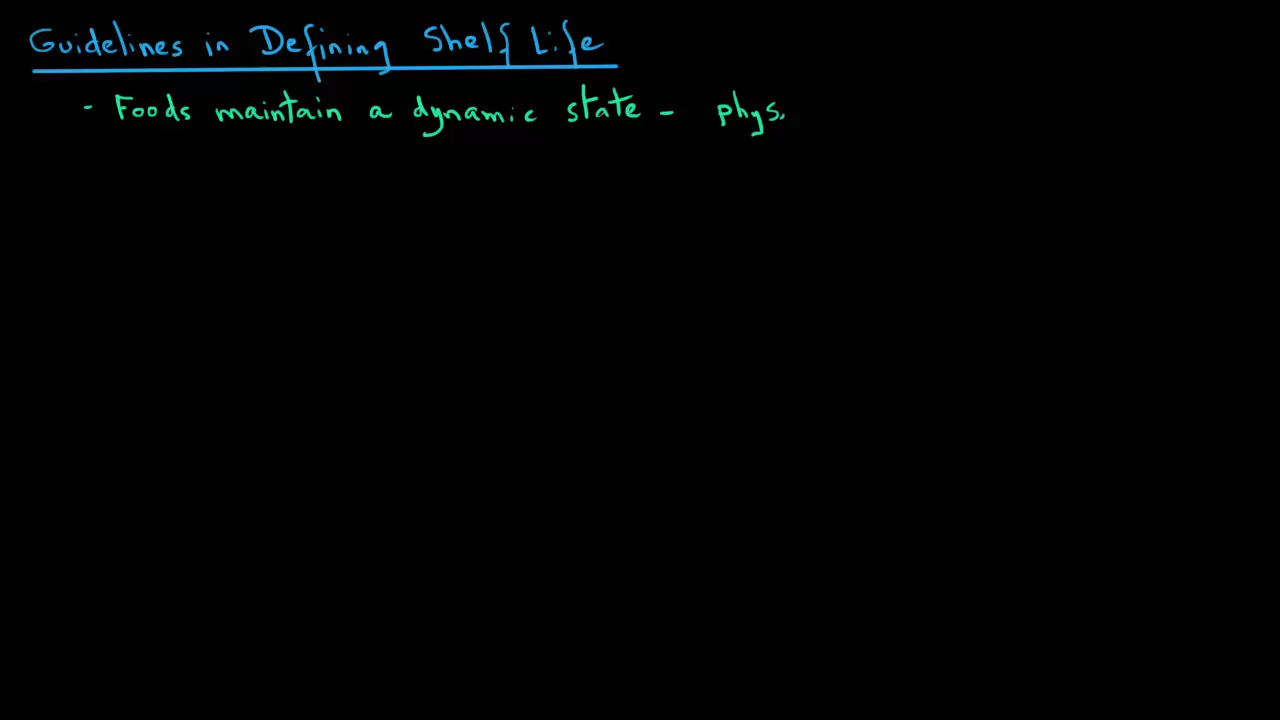 Guidelines in Defining Shelf Life
- Foods maintain a dynamic state - phys.